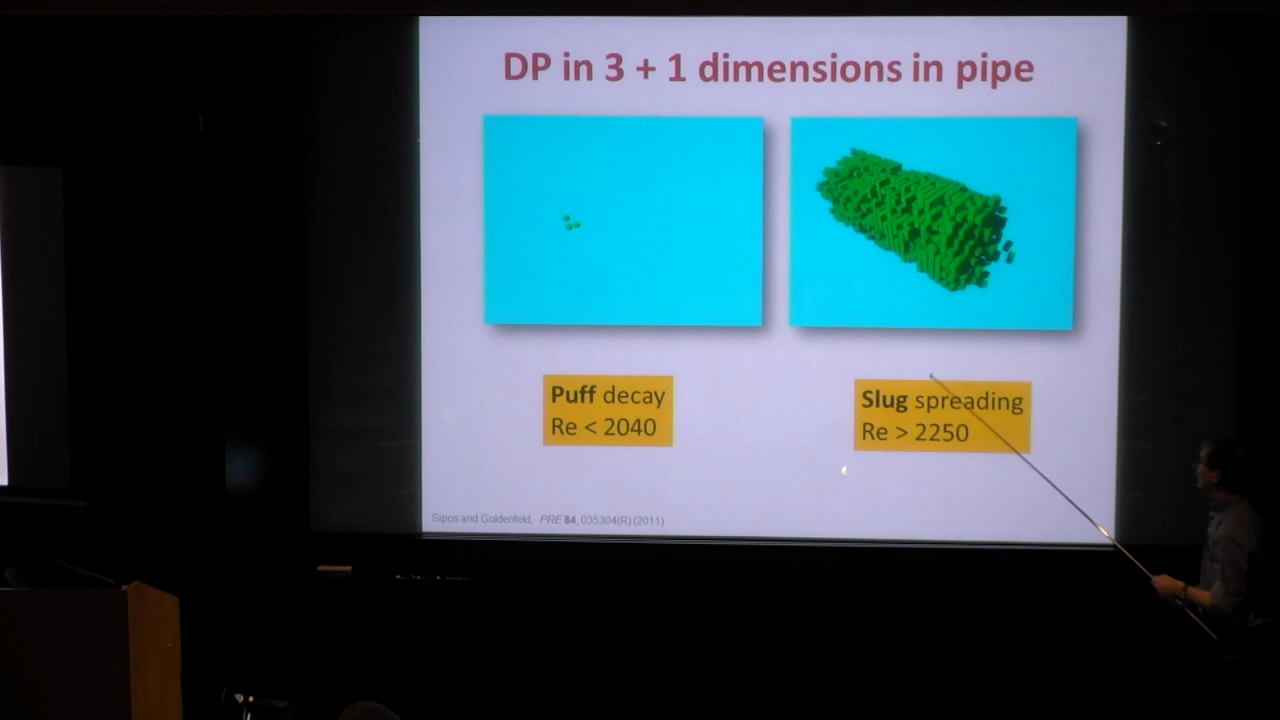 DP in 3 + 1 dimensions in pipe
Puff decay
Re < 2040
Slug spreading
Re > 2250
Sipos and Goldenfeld, PRE 84, 035304(R) (2011)